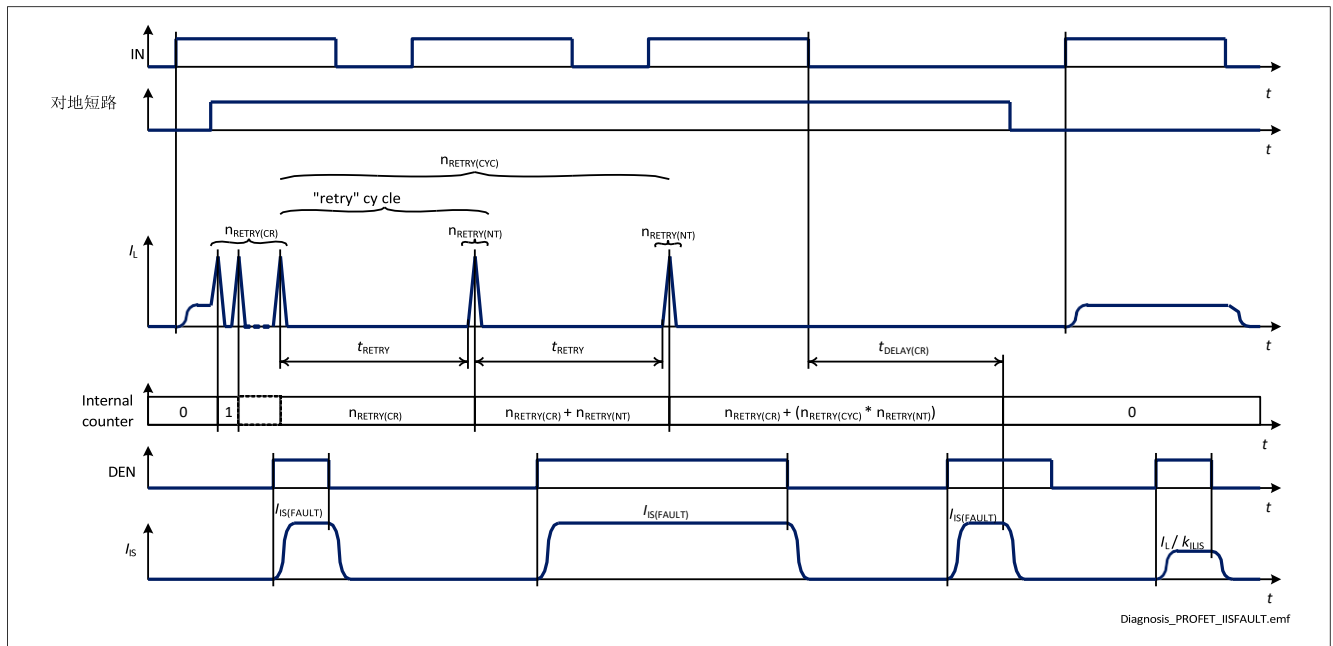 IN
t
对地短路
t
nRETRY(CYC)
"retry" cy cle
nRETRY(CR)
nRETRY(NT)
nRETRY(NT)
IL
t
tRETRY
tRETRY
tDELAY(CR)
Internal counter
0
1
nRETRY(CR)
nRETRY(CR) + nRETRY(NT)
nRETRY(CR) + (nRETRY(CYC) * nRETRY(NT))
0
t
DEN
t
IIS(FAULT)
IIS(FAULT)
IIS(FAULT)
IL / kILIS
IIS
t
Diagnosis_PROFET_IISFAULT.emf